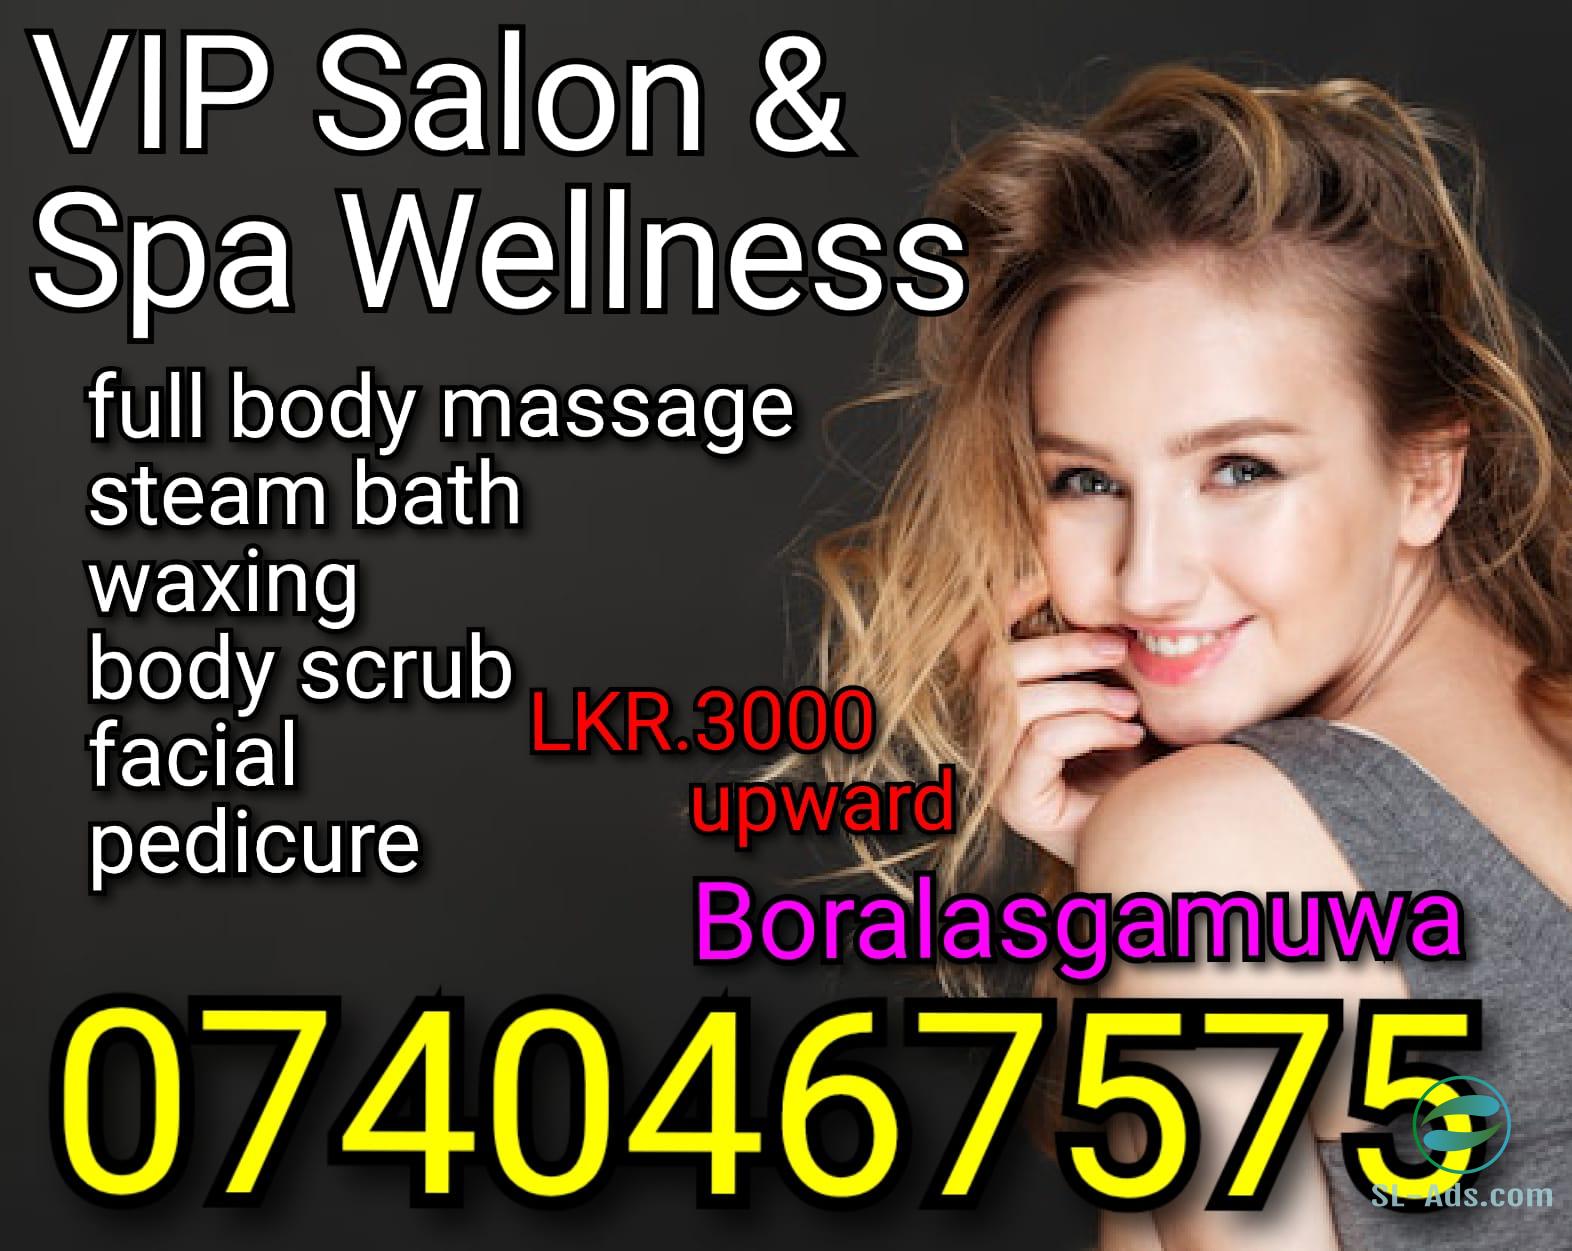 VIP Salon &
Spa Wellness
full body massage
steam bath
waxing
body scrub
facial
pedicure
LKR.3000
upward
Boralasgamuwa
0740467575
SL-Ads.com